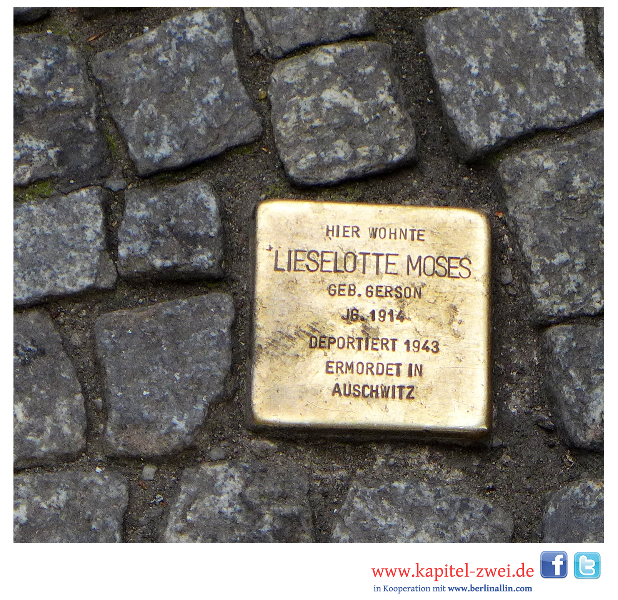 HIER WOHNTE
LIESELOTTE MOSES
GEB. GERSON
JG. 1914
DEPORTIERT 1943
ERMORDET IN
AUSCHWITZ
www.kapitel-zwei.de f t
in Kooperation mit www.berlinallin.com